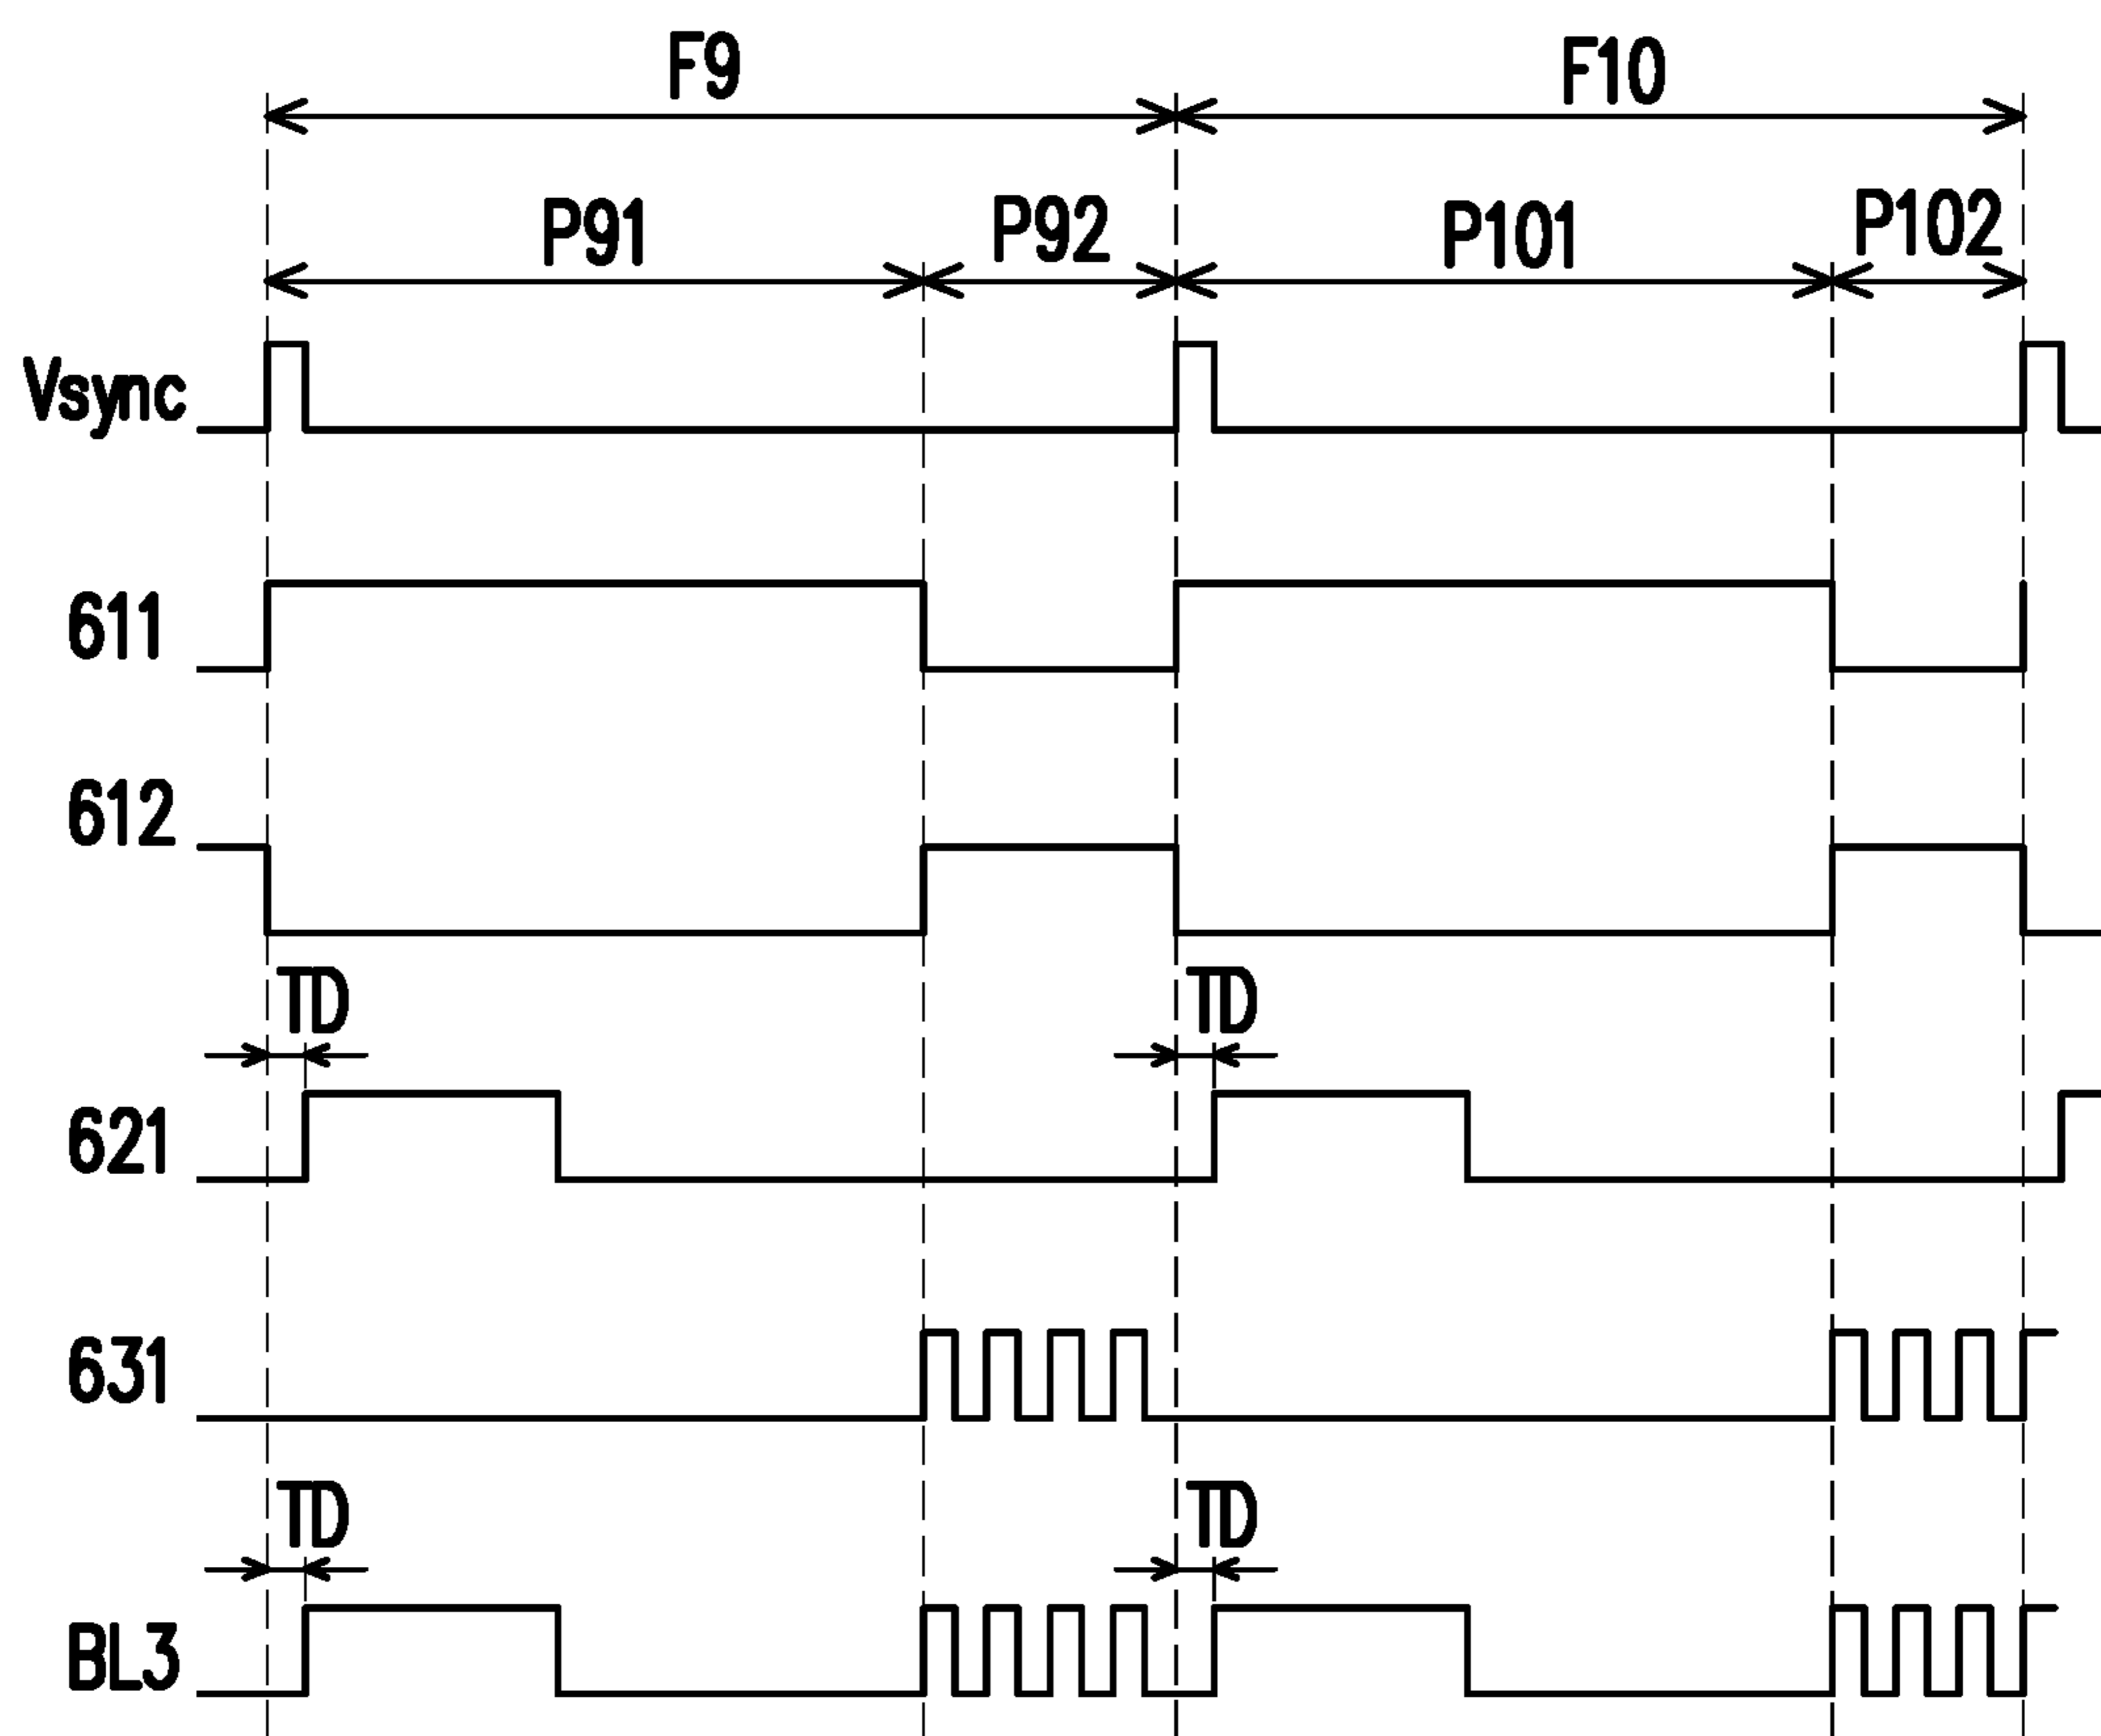 F9 F10
P91 P92 P101 P102
Vsync
611
612
TD TD
621
631
TD TD
BL3